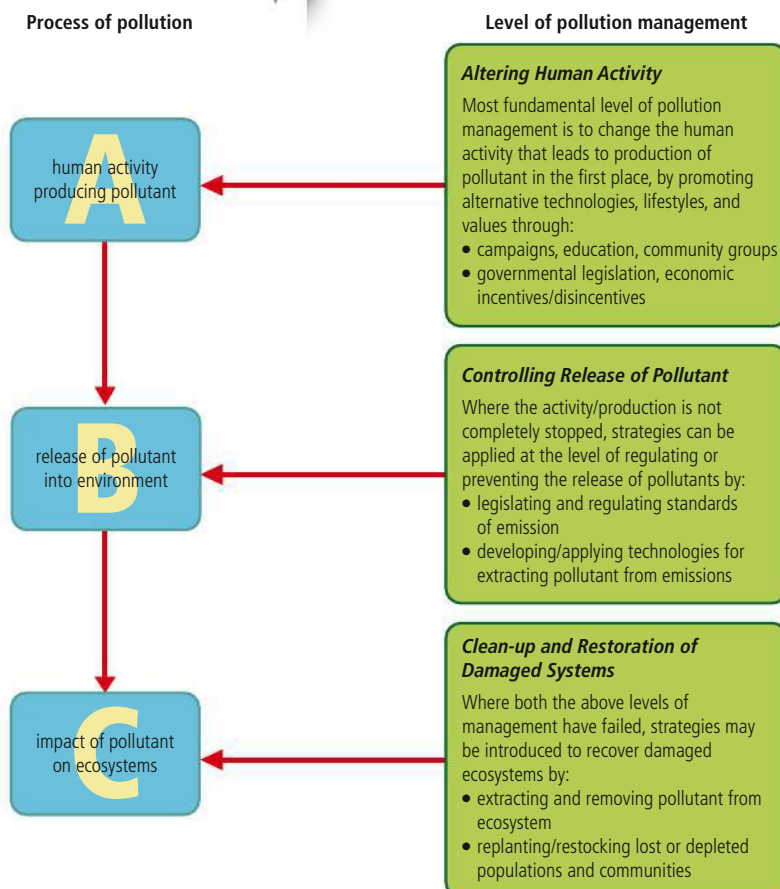 Process of pollution
Level of pollution management
A
human activity
producing pollutant
Altering Human Activity
Most fundamental level of pollution
management is to change the human
activity that leads to production of
pollutant in the first place, by promoting
alternative technologies, lifestyles, and
values through:
• campaigns, education, community groups
• governmental legislation, economic
incentives/disincentives
B
release of pollutant
into environment
Controlling Release of Pollutant
Where the activity/production is not
completely stopped, strategies can be
applied at the level of regulating or
preventing the release of pollutants by:
• legislating and regulating standards
of emission
• developing/applying technologies for
extracting pollutant from emissions
C
impact of pollutant
on ecosystems
Clean-up and Restoration of
Damaged Systems
Where both the above levels of
management have failed, strategies may
be introduced to recover damaged
ecosystems by:
• extracting and removing pollutant from
ecosystem
• replanting/restocking lost or depleted
populations and communities